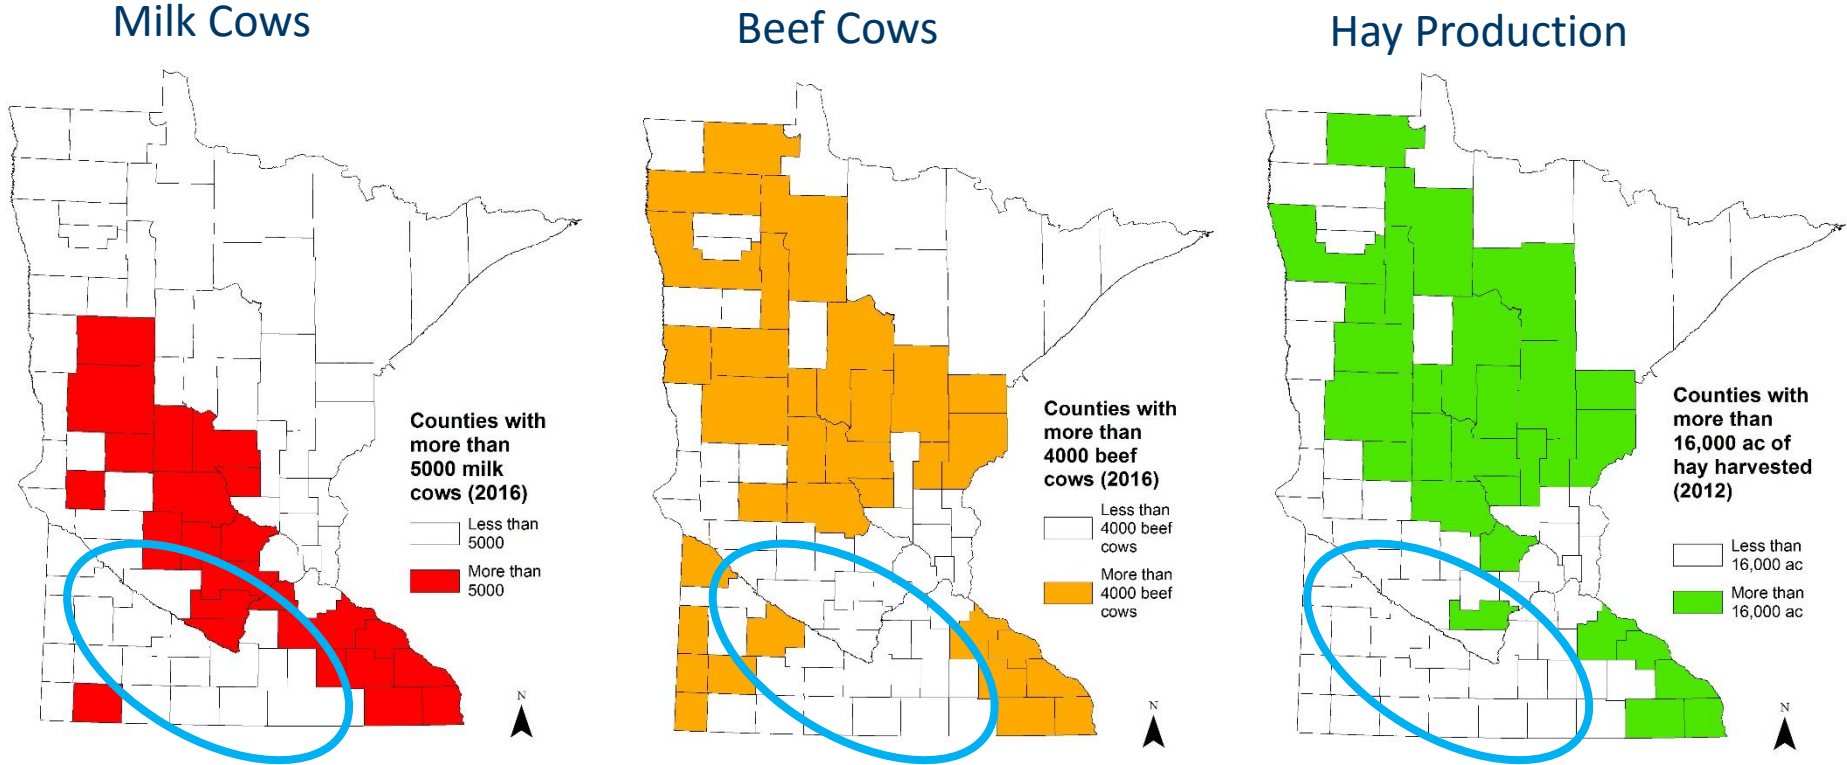 Milk Cows
Beef Cows
Hay Production
Counties with
more than
5000 milk
cows (2016)
Less than
5000
More than
5000
N
Counties with
more than
4000 beef
cows (2016)
Less than
4000 beef
cows
More than
4000 beef
cows
N
Counties with
more than
16,000 ac of
hay harvested
(2012)
Less than
16,000 ac
More than
16,000 ac
N